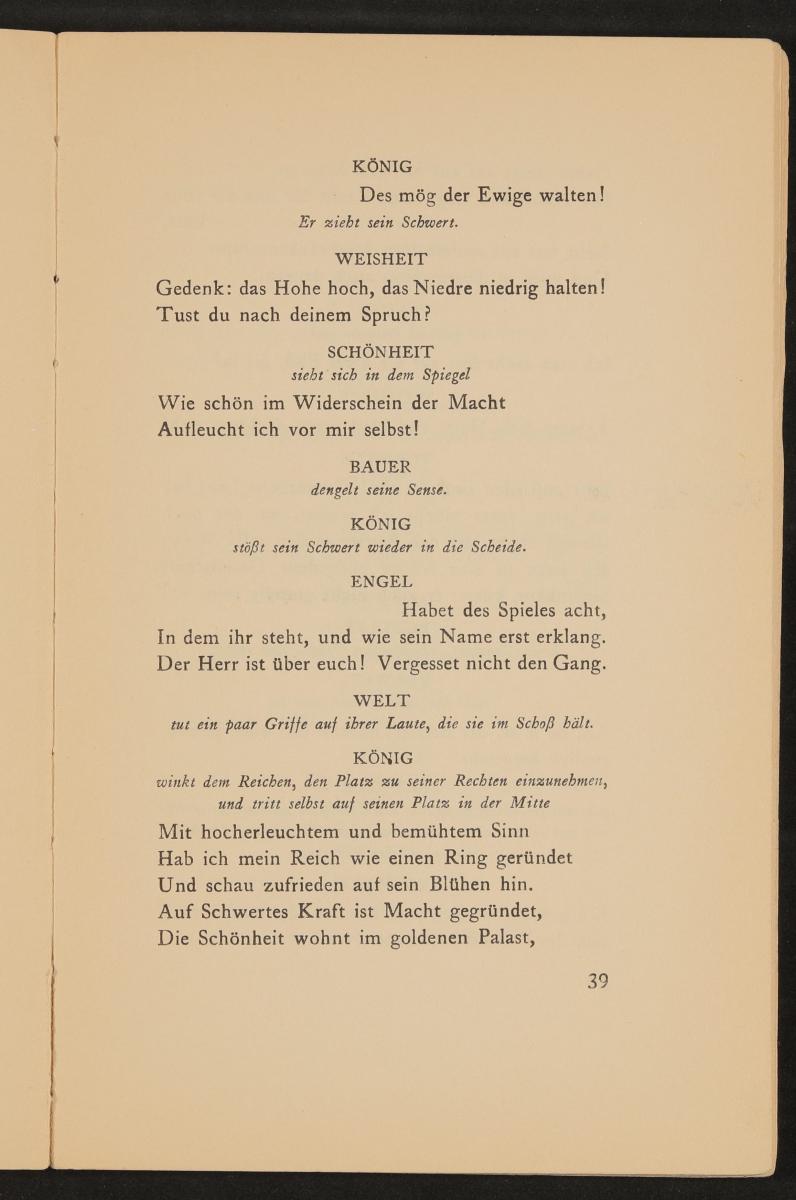 KÖNIG
Des mög der Ewige walten!
Er zieht sein Schwert.
WEISHEIT
Gedenk: das Hohe hoch, das Niedre niedrig halten!
Tust du nach deinem Spruch?
SCHÖNHEIT
sieht sich in dem Spiegel
Wie schön im Widerschein der Macht
Aufleucht ich vor mir selbst!
BAUER
dengelt seine Sense.
KÖNIG
stößt sein Schwert wieder in die Scheide.
ENGEL
Habet des Spieles acht,
In dem ihr steht, und wie sein Name erst erklang.
Der Herr ist über euch! Vergesset nicht den Gang.
WELT
tut ein paar Griffe auf ihrer Laute, die sie im Schoß hält.
KÖNIG
winkt dem Reichen, den Platz zu seiner Rechten einzunehmen,
und tritt selbst auf seinen Platz in der Mitte
Mit hocherleuchtem und bemühtem Sinn
Hab ich mein Reich wie einen Ring geründet
Und schau zufrieden auf sein Blühen hin.
Auf Schwertes Kraft ist Macht gegründet,
Die Schönheit wohnt im goldenen Palast,
39